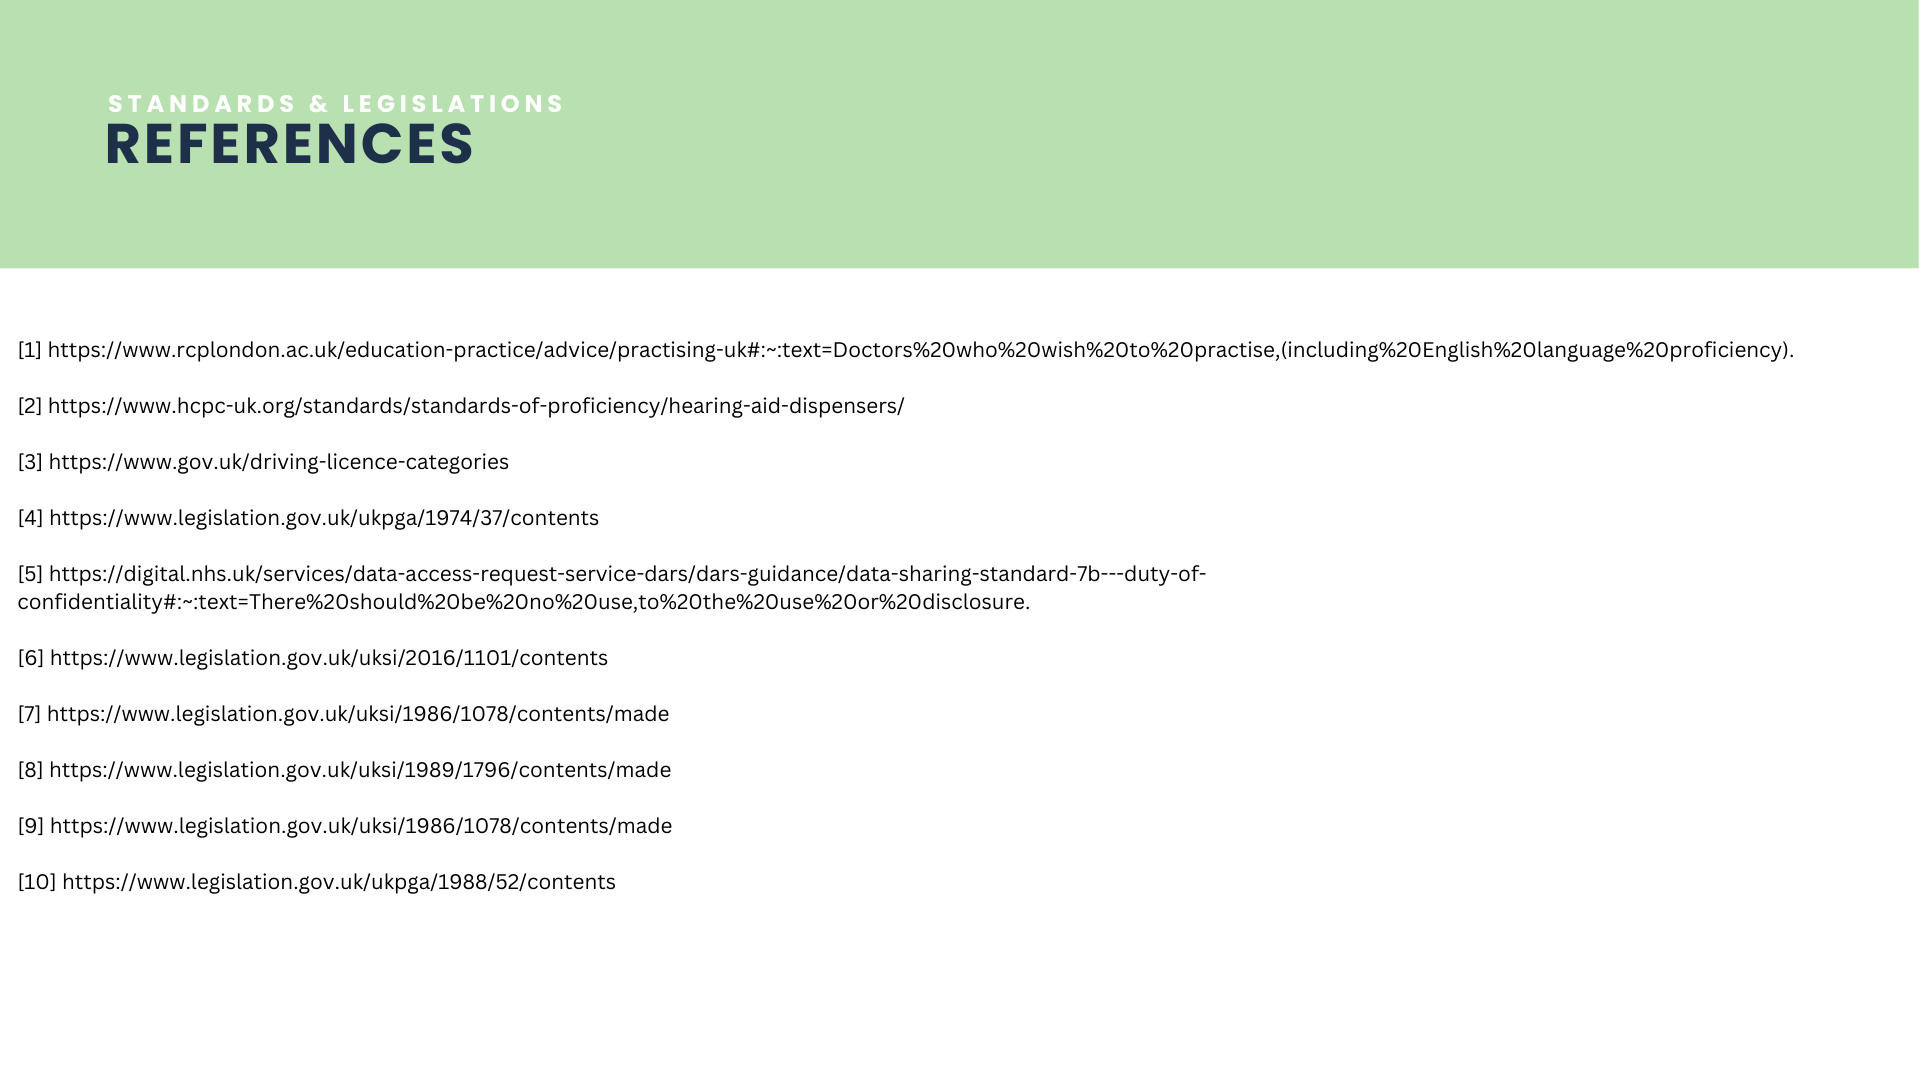 STANDARDS & LEGISLATIONS
REFERENCES
[1] https://www.rcplondon.ac.uk/education-practice/advice/practising-uk#:~:text=Doctors%20who%20wish%20to%20practise,(including%20English%20language%20proficiency).
[2] https://www.hcpc-uk.org/standards/standards-of-proficiency/hearing-aid-dispensers/
[3] https://www.gov.uk/driving-licence-categories
[4] https://www.legislation.gov.uk/ukpga/1974/37/contents
[5] https://digital.nhs.uk/services/data-access-request-service-dars/dars-guidance/data-sharing-standard-7b---duty-of-
confidentiality#:~:text=There%20should%20be%20no%20use,to%20the%20use%20or%20disclosure.
[6] https://www.legislation.gov.uk/uksi/2016/1101/contents
[7] https://www.legislation.gov.uk/uksi/1986/1078/contents/made
[8] https://www.legislation.gov.uk/uksi/1989/1796/contents/made
[9] https://www.legislation.gov.uk/uksi/1986/1078/contents/made
[10] https://www.legislation.gov.uk/ukpga/1988/52/contents